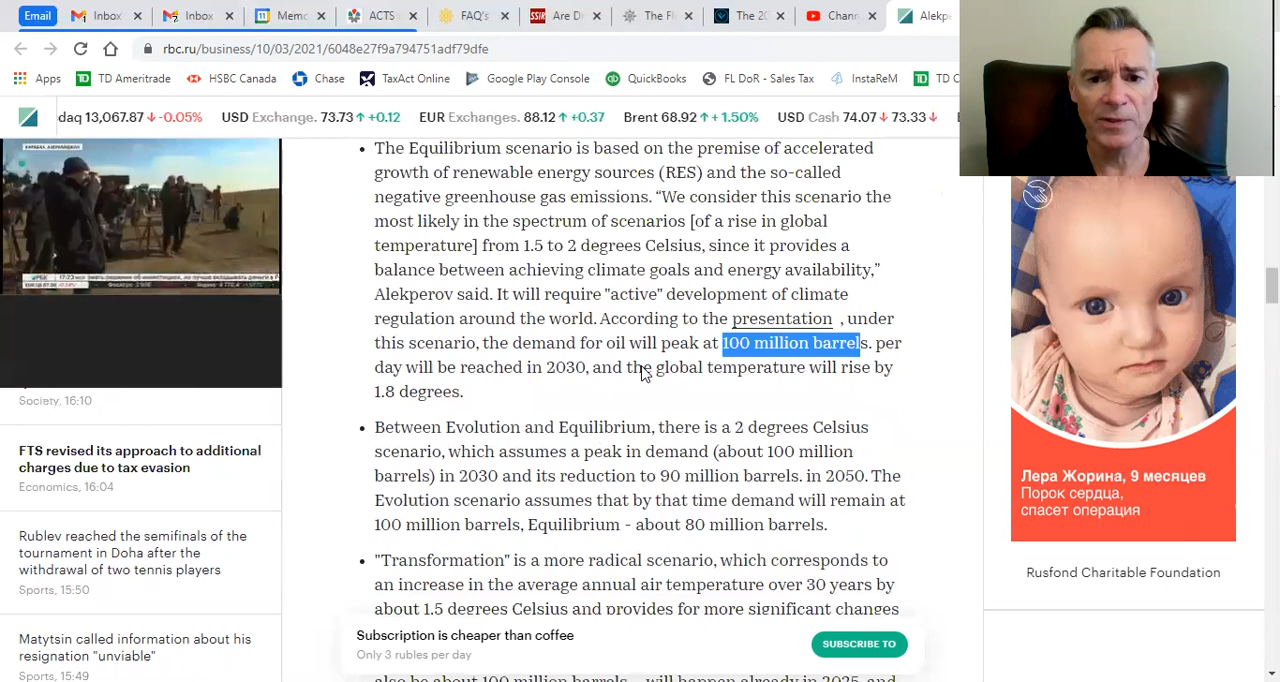 Email
Inbox
Inbox
Memo
ACTS
FAQ's
SSIR
Are D
The Fl
The 20
Chann
Alekpe
rbc.ru/business/10/03/2021/6048e27f9a794751adf79dfe
Apps
TD Ameritrade
HSBC Canada
Chase
TaxAct Online
Google Play Console
QuickBooks
FL DoR - Sales Tax
InstaReM
TD C
daq 13,067.87 -0.05%
USD Exchange. 73.73 +0.12
EUR Exchanges. 88.12 +0.37
Brent 68.92 + 1.50%
USD Cash 74.07 73.33
The Equilibrium scenario is based on the premise of accelerated
growth of renewable energy sources (RES) and the so-called
negative greenhouse gas emissions. “We consider this scenario the
most likely in the spectrum of scenarios [of a rise in global
temperature] from 1.5 to 2 degrees Celsius, since it provides a
balance between achieving climate goals and energy availability,”
Alekperov said. It will require "active" development of climate
regulation around the world. According to the presentation , under
this scenario, the demand for oil will peak at 100 million barrels. per
day will be reached in 2030, and the global temperature will rise by
1.8 degrees.
Between Evolution and Equilibrium, there is a 2 degrees Celsius
scenario, which assumes a peak in demand (about 100 million
barrels) in 2030 and its reduction to 90 million barrels. in 2050. The
Evolution scenario assumes that by that time demand will remain at
100 million barrels, Equilibrium - about 80 million barrels.
"Transformation" is a more radical scenario, which corresponds to
an increase in the average annual air temperature over 30 years by
about 1.5 degrees Celsius and provides for more significant changes
also be about 100 million barrels - will happen already in 2025, and
Society, 16:10
FTS revised its approach to additional
charges due to tax evasion
Economics, 16:04
Rublev reached the semifinals of the
tournament in Doha after the
withdrawal of two tennis players
Sports, 15:50
Matytsin called information about his
resignation "unviable"
Sports, 15:49
Subscription is cheaper than coffee
Only 3 rubles per day
SUBSCRIBE TO
Лера Жорина, 9 месяцев
Порок сердца,
спасет операция
Rusfond Charitable Foundation